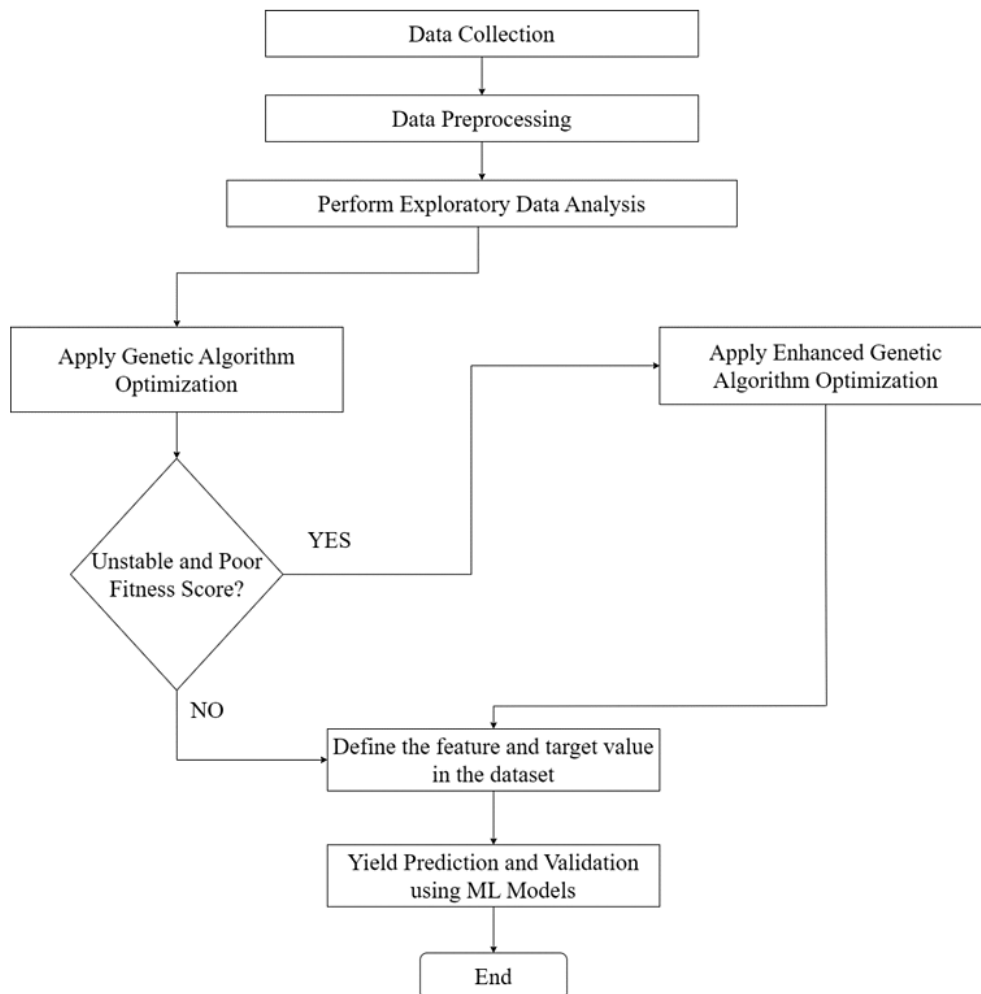 Data Collection
Data Preprocessing
Perform Exploratory Data Analysis
Apply Genetic Algorithm
Optimization
Apply Enhanced Genetic
Algorithm Optimization
YES
Unstable and Poor
Fitness Score?
NO
Define the feature and target value
in the dataset
Yield Prediction and Validation
using ML Models
End